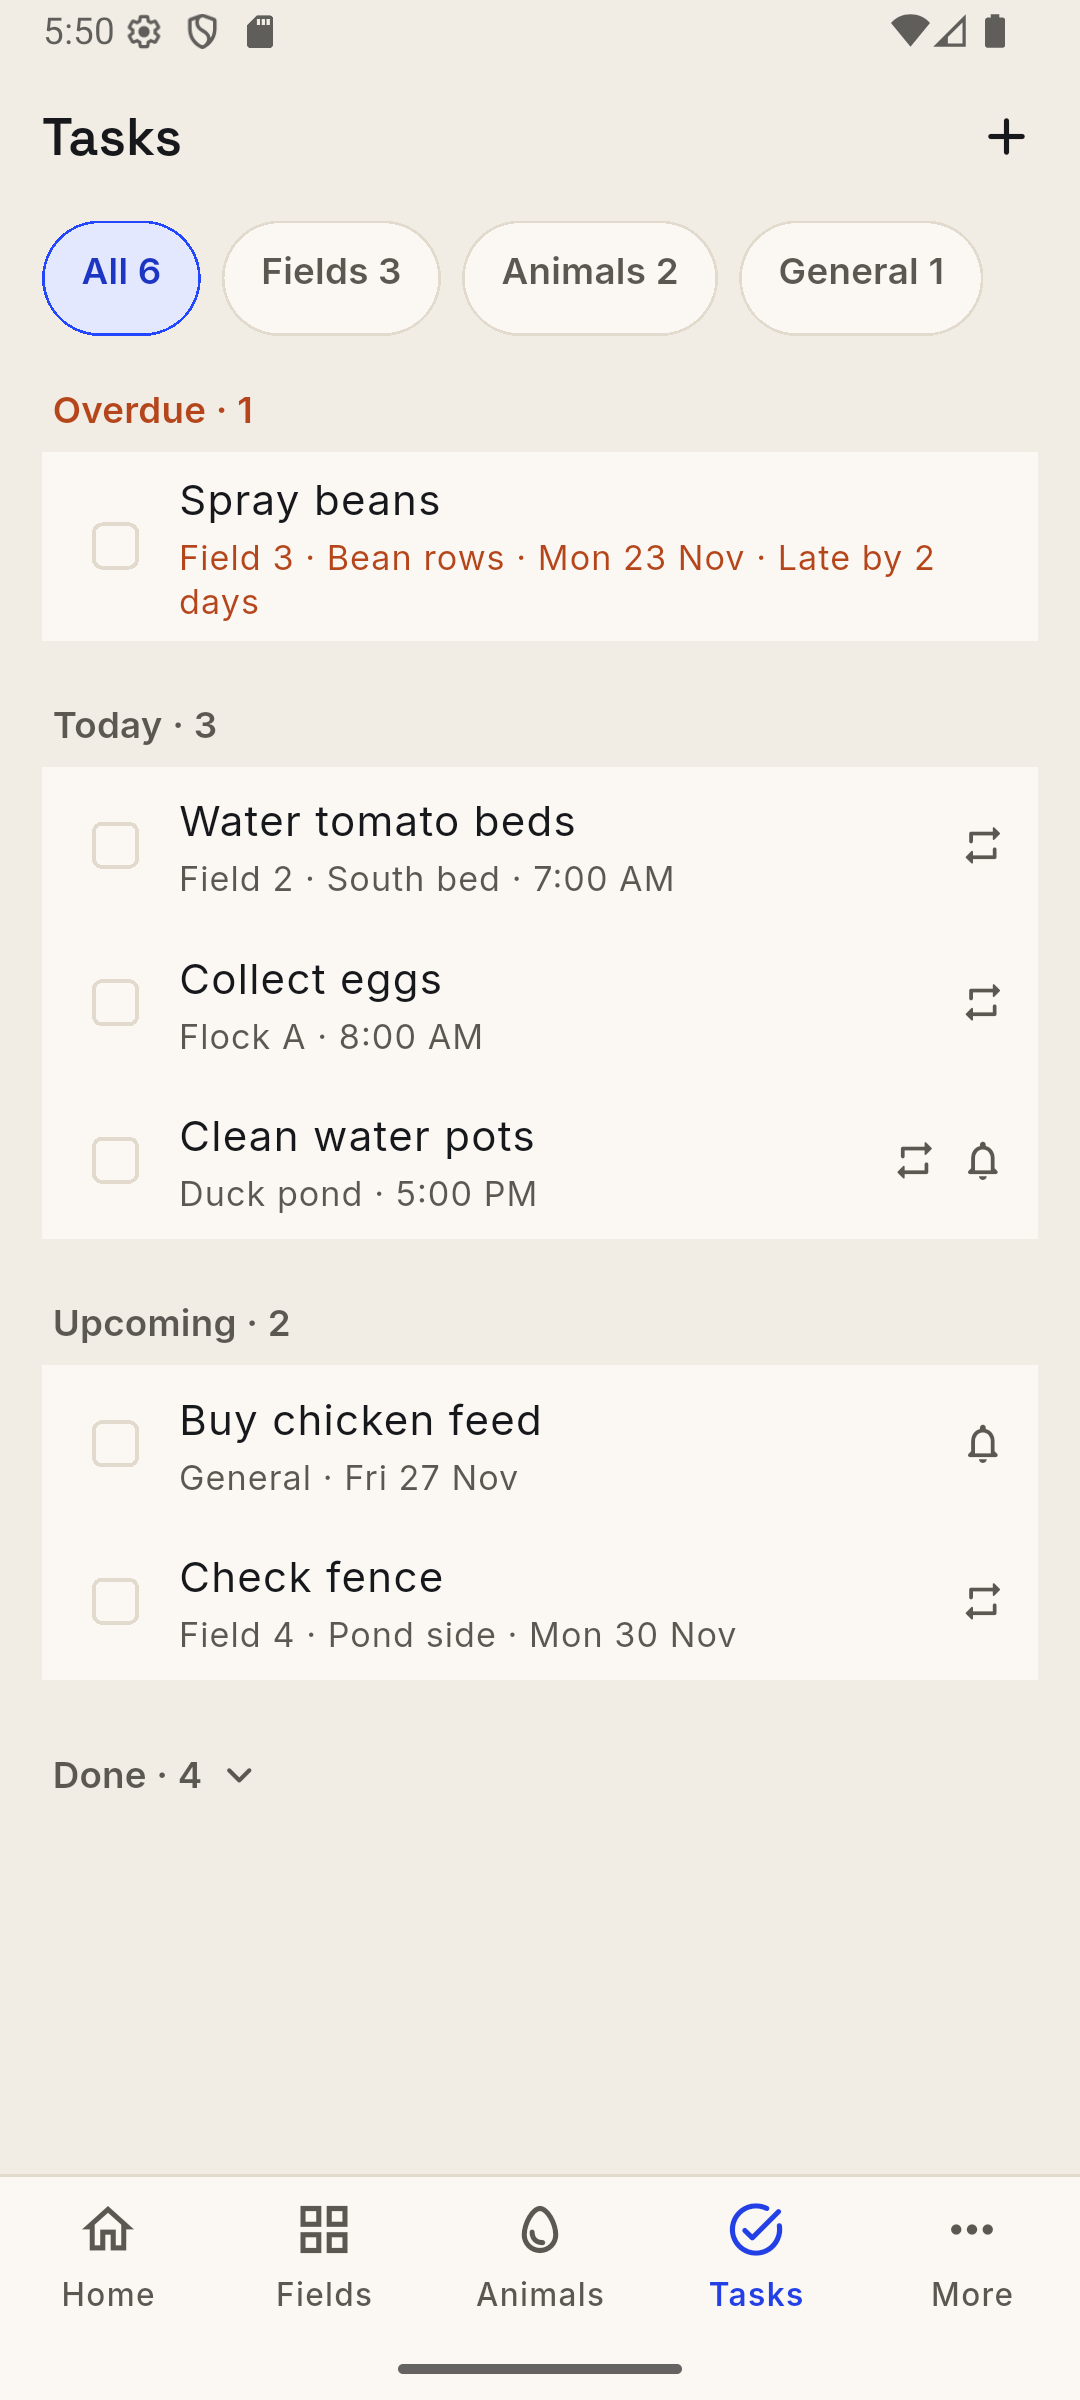 5:50
Tasks
All 6
Fields 3
Animals 2
General 1
Overdue · 1
Spray beans
Field 3 · Bean rows · Mon 23 Nov · Late by 2
days
Today · 3
Water tomato beds
Field 2 · South bed · 7:00 AM
Collect eggs
Flock A · 8:00 AM
Clean water pots
Duck pond · 5:00 PM
Upcoming · 2
Buy chicken feed
General · Fri 27 Nov
Check fence
Field 4 · Pond side · Mon 30 Nov
Done · 4
Home
Fields
Animals
Tasks
More